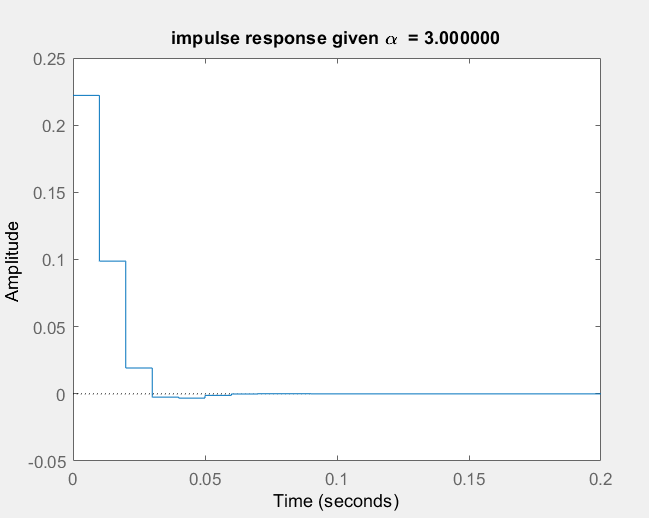 impulse response given α = 3.000000
0.25
0.2
0.15
0.1
0.05
0
-0.05
Amplitude
0 0.05 0.1 0.15 0.2
Time (seconds)